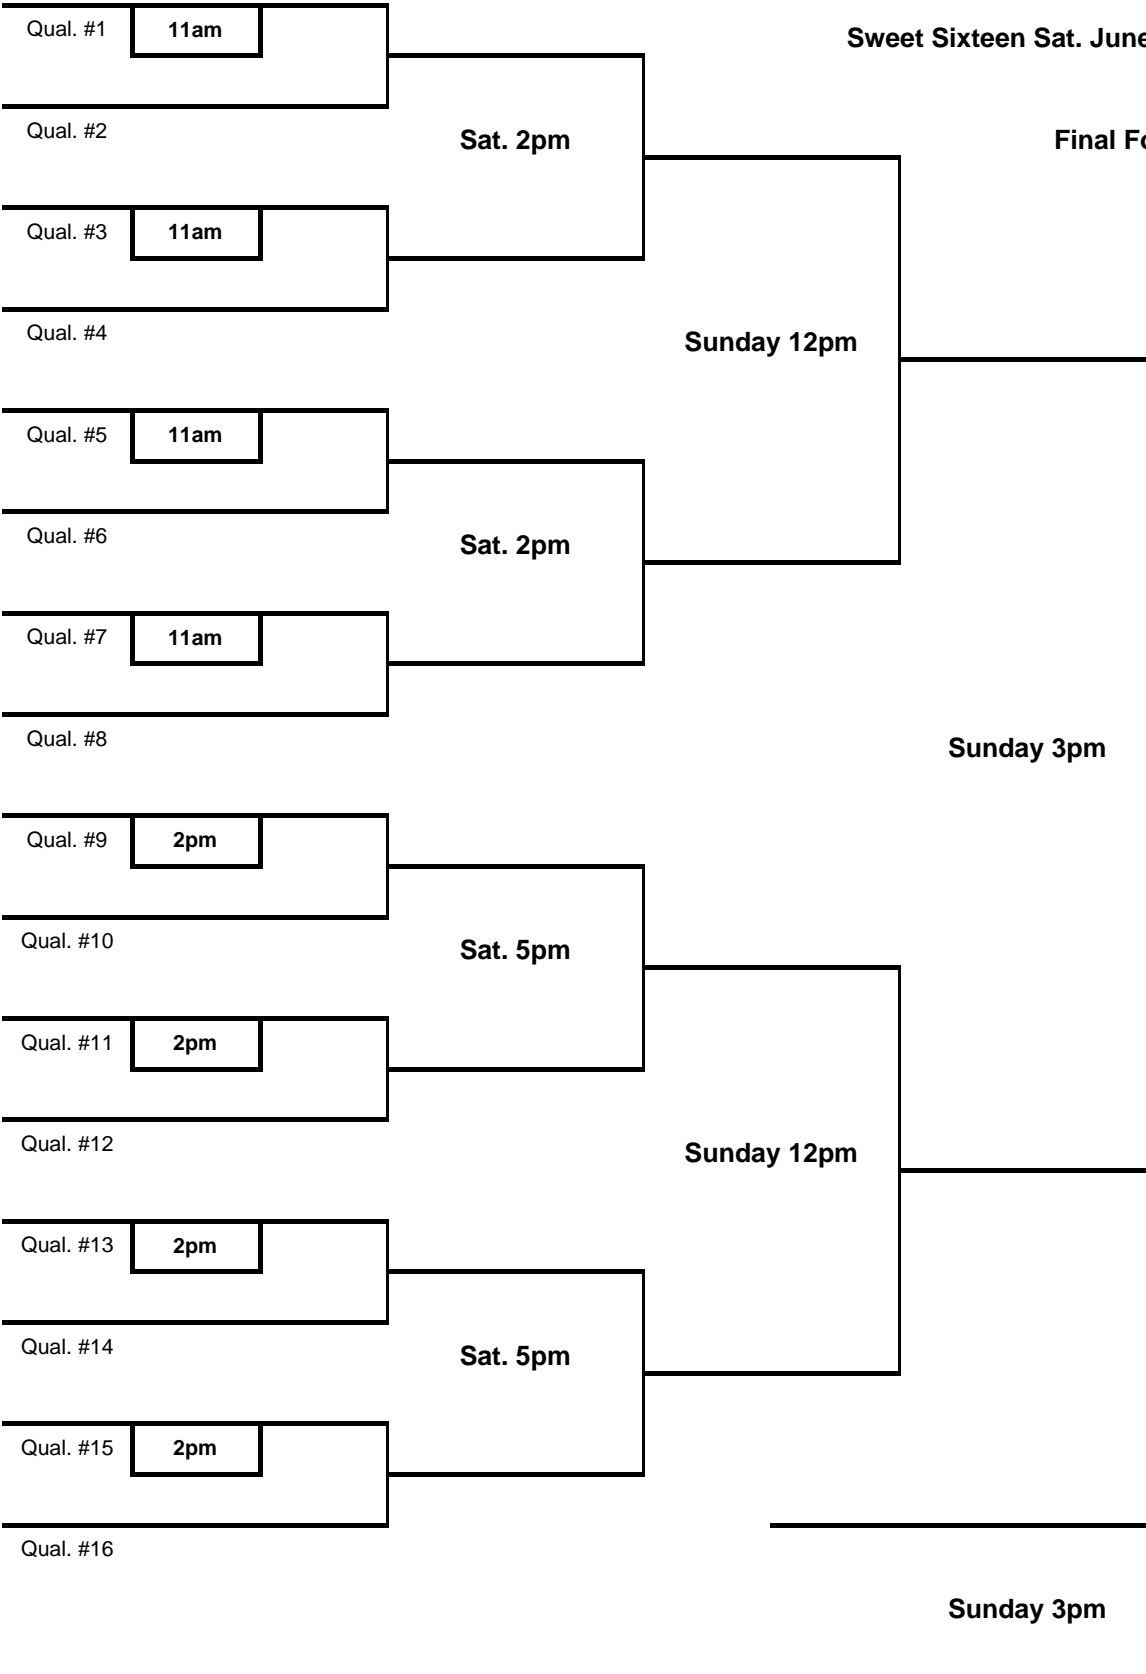 Qual. #1 11am
Sweet Sixteen Sat. June
Qual. #2
Sat. 2pm
Final
Qual. #3 11am
Qual. #4
Sunday 12pm
Qual. #5 11am
Qual. #6
Sat. 2pm
Qual. #7 11am
Qual. #8
Sunday 3pm
Qual. #9 2pm
Qual. #10
Sat. 5pm
Qual. #11 2pm
Qual. #12
Sunday 12pm
Qual. #13 2pm
Qual. #14
Sat. 5pm
Qual. #15 2pm
Qual. #16
Sunday 3pm